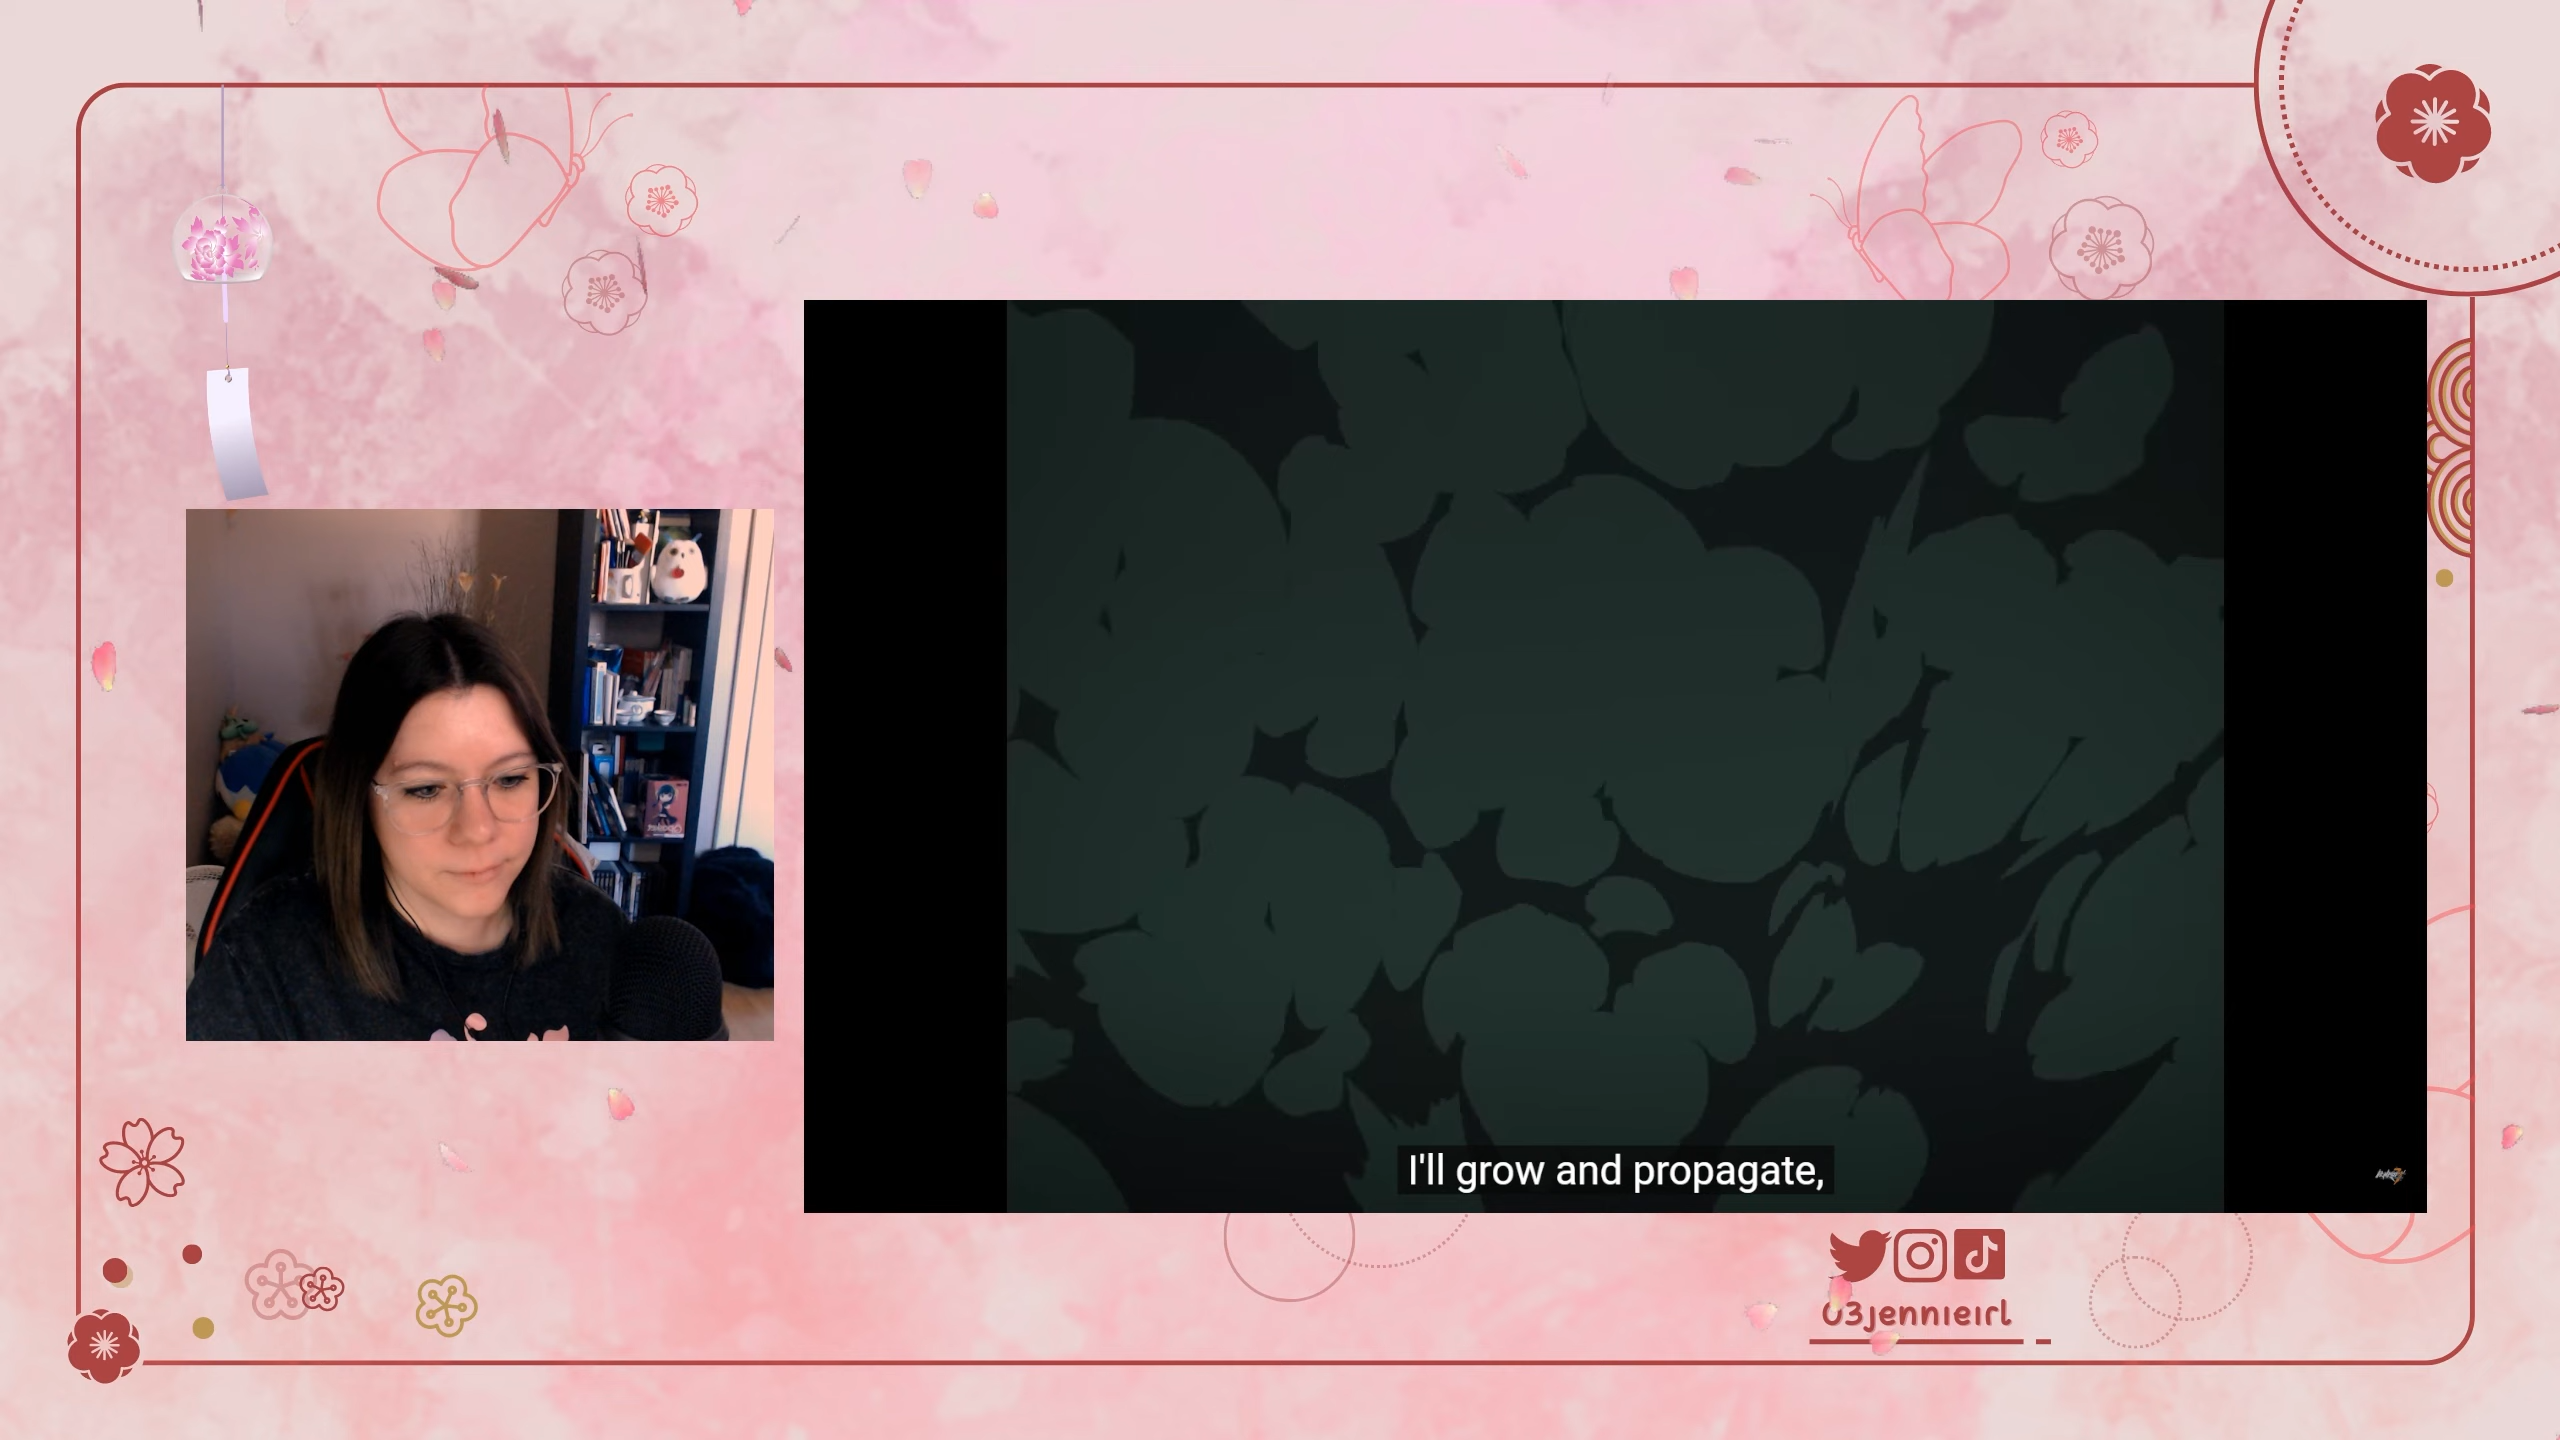 I'll grow and propagate,
03jennieirl